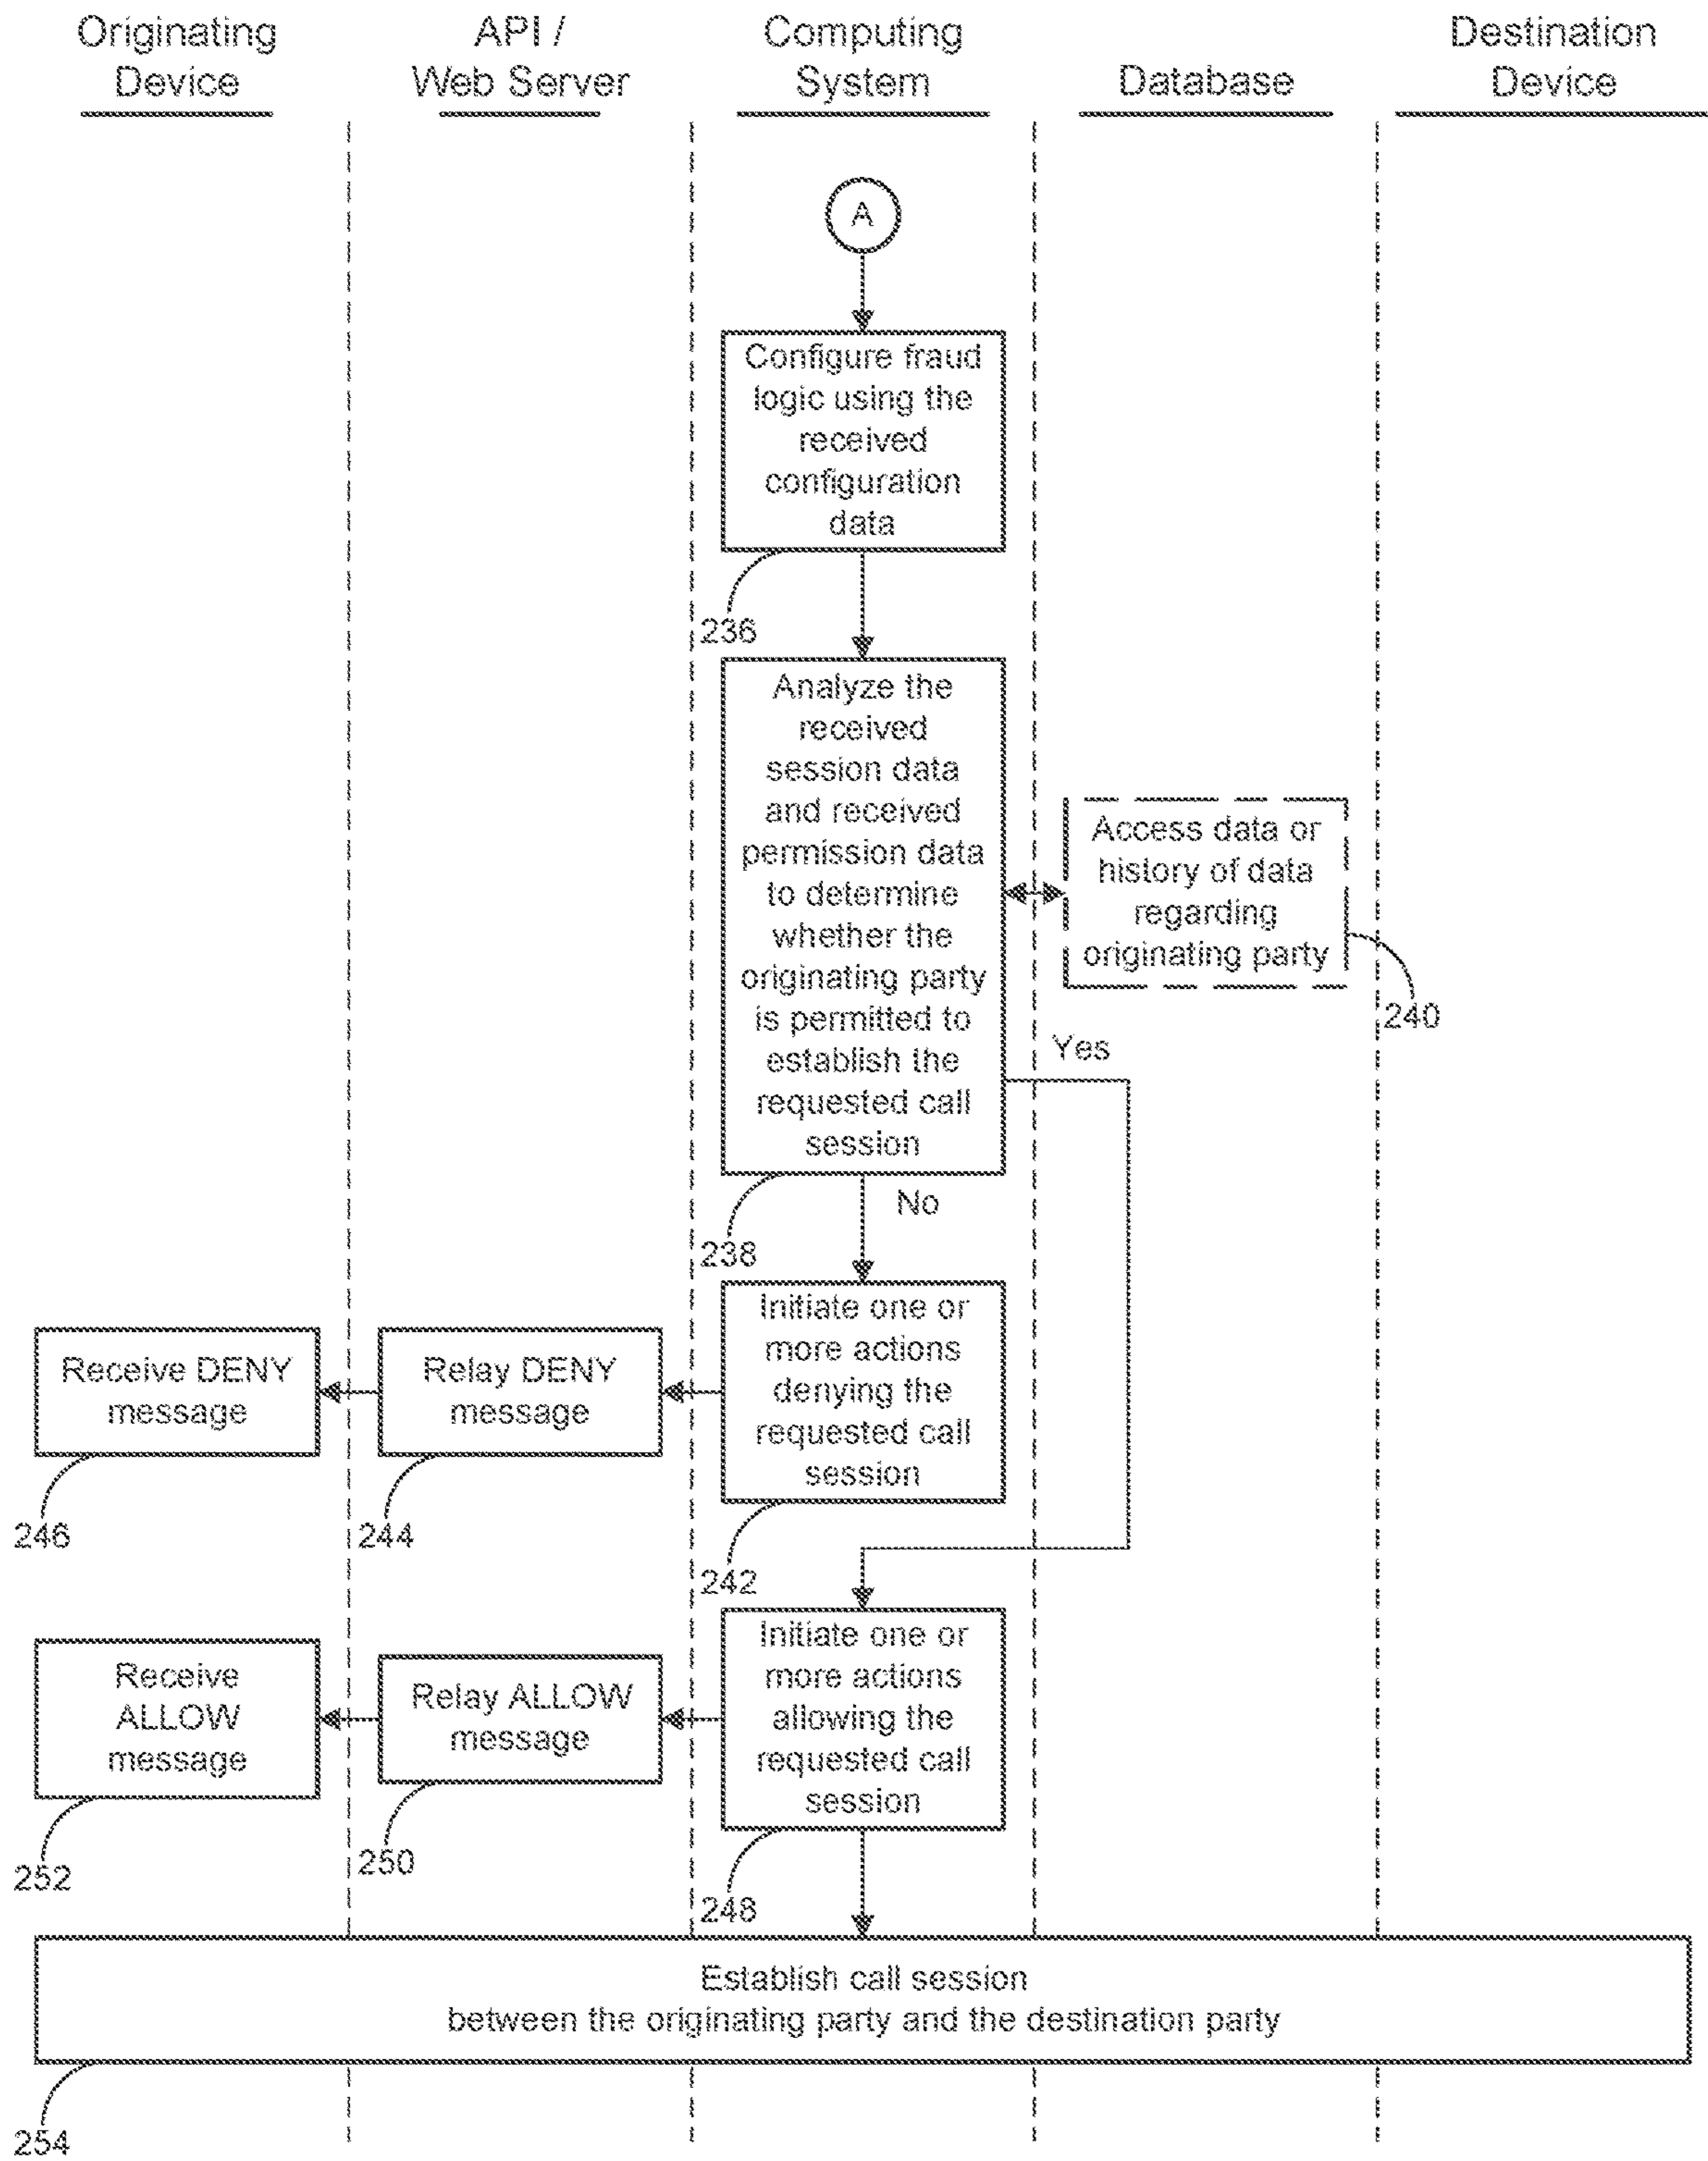 Originating
Device
API /
Web Server
Computing
System
Database
Destination
Device
A
Configure fraud
logic using the
received
configuration
data
236
Analyze the
received
session data
and received
permission data
to determine
whether the
originating party
is permitted to
establish the
requested call
session
238
Access data or
history of data
regarding
originating party
240
Yes
No
Initiate one or
more actions
denying the
requested call
session
242
Relay DENY
message
244
Receive DENY
message
246
Initiate one or
more actions
allowing the
requested call
session
248
Relay ALLOW
message
250
Receive
ALLOW
message
252
Establish call session
between the originating party and the destination party
254